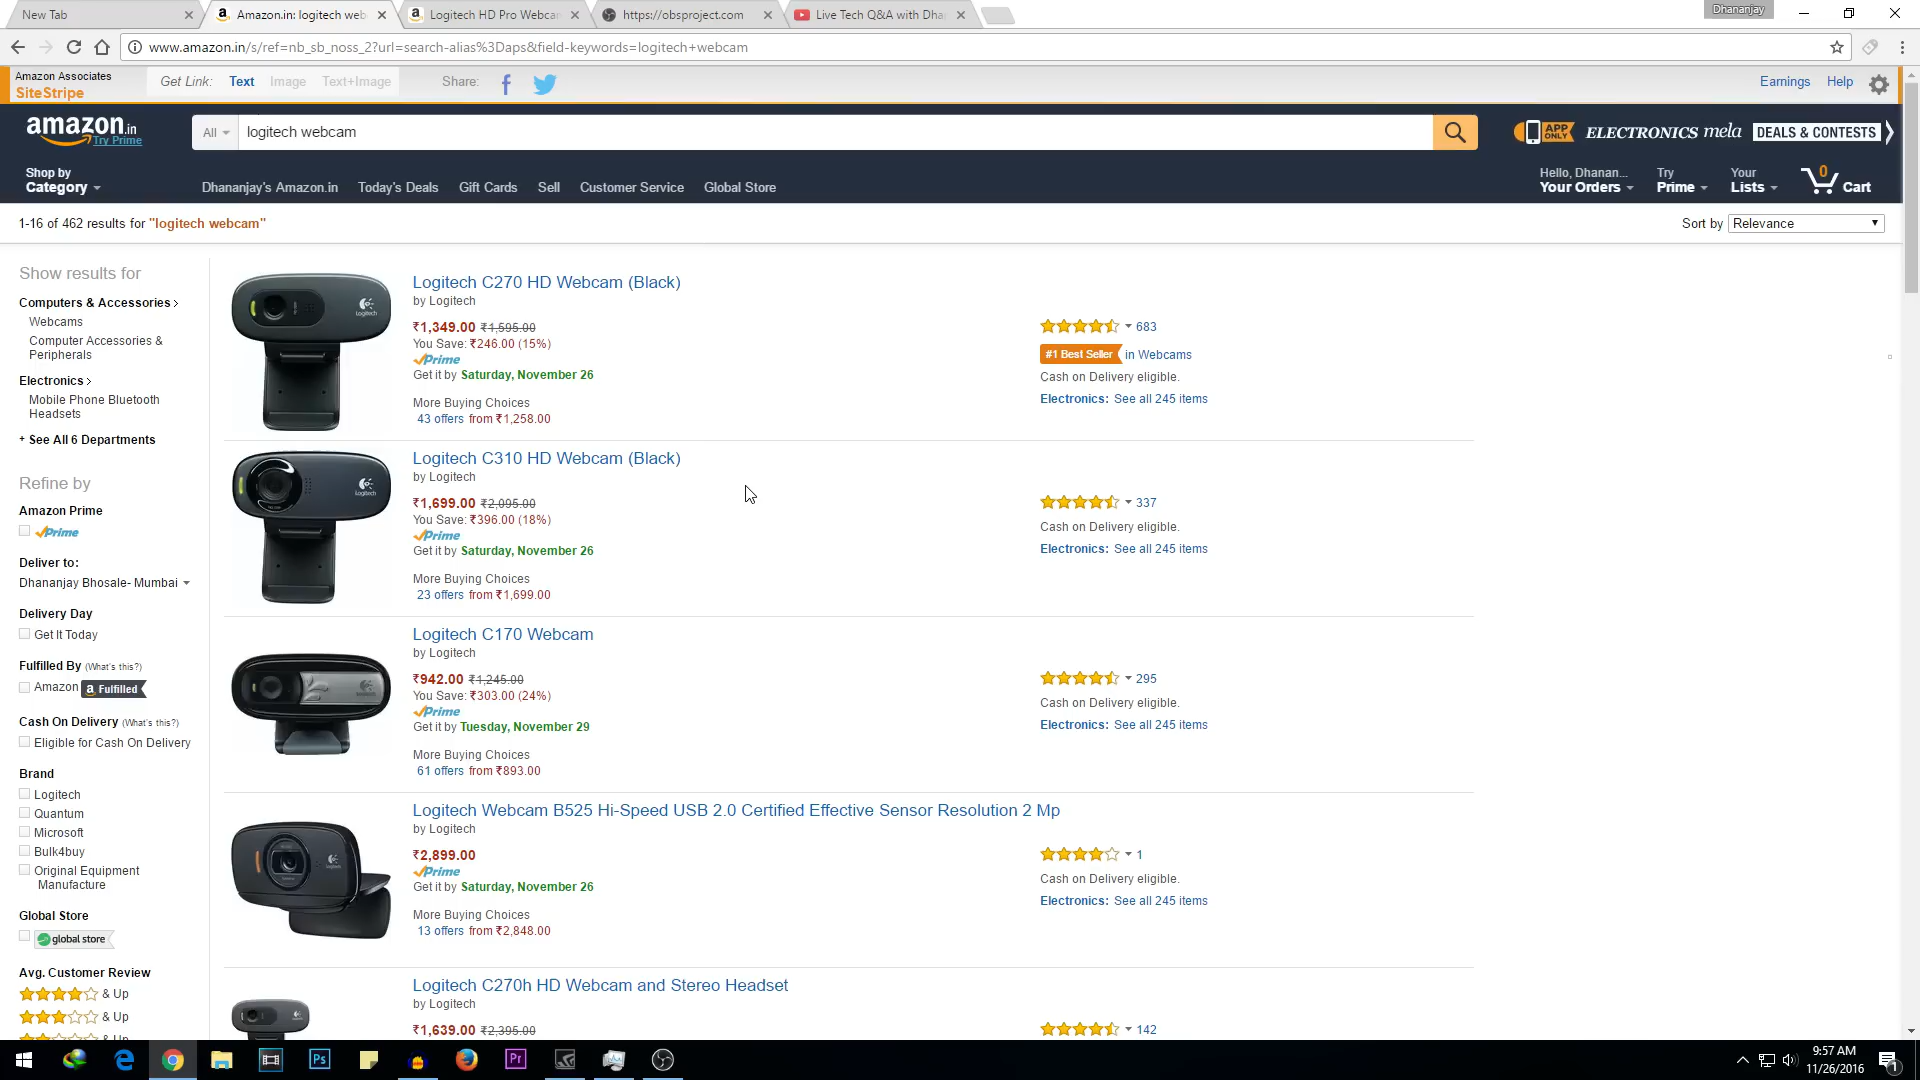 New Tab
Amazon.in: logitech web
Logitech HD Pro Webcam
https://obsproject.com
Live Tech Q&A with Dha
Dhananjay
www.amazon.in/s/ref=nb_sb_noss_2?url=search-alias%3Daps&field-keywords=logitech+webcam
Amazon Associates
SiteStripe
Get Link: Text Image Text+Image
Share:
Earnings Help
amazon.in
Try Prime
All
logitech webcam
APP ONLY ELECTRONICS mela DEALS & CONTESTS
Shop by
Category
Dhananjay's Amazon.in Today's Deals Gift Cards Sell Customer Service Global Store
Hello, Dhanan...
Your Orders
Try
Prime
Your
Lists
0
Cart
1-16 of 462 results for "logitech webcam"
Sort by Relevance
Show results for
Computers & Accessories
Webcams
Computer Accessories &
Peripherals
Electronics
Mobile Phone Bluetooth
Headsets
+ See All 6 Departments
Refine by
Amazon Prime
Prime
Deliver to:
Dhananjay Bhosale- Mumbai
Delivery Day
Get It Today
Fulfilled By (What's this?)
Amazon a Fulfilled
Cash On Delivery (What's this?)
Eligible for Cash On Delivery
Brand
Logitech
Quantum
Microsoft
Bulk4buy
Original Equipment
Manufacture
Global Store
global store
Avg. Customer Review
& Up
& Up
& Up
Logitech
Logitech C270 HD Webcam (Black)
by Logitech
₹1,349.00 ₹1,595.00
You Save: ₹246.00 (15%)
Prime
Get it by Saturday, November 26
More Buying Choices
43 offers from ₹1,258.00
683
#1 Best Seller in Webcams
Cash on Delivery eligible.
Electronics: See all 245 items
Logitech
Logitech C310 HD Webcam (Black)
by Logitech
₹1,699.00 ₹2,095.00
You Save: ₹396.00 (18%)
Prime
Get it by Saturday, November 26
More Buying Choices
23 offers from ₹1,699.00
337
Cash on Delivery eligible.
Electronics: See all 245 items
Logitech C170 Webcam
by Logitech
₹942.00 ₹1,245.00
You Save: ₹303.00 (24%)
Prime
Get it by Tuesday, November 29
More Buying Choices
61 offers from ₹893.00
295
Cash on Delivery eligible.
Electronics: See all 245 items
Logitech Webcam B525 Hi-Speed USB 2.0 Certified Effective Sensor Resolution 2 Mp
by Logitech
₹2,899.00
Prime
Get it by Saturday, November 26
More Buying Choices
13 offers from ₹2,848.00
1
Cash on Delivery eligible.
Electronics: See all 245 items
Logitech C270h HD Webcam and Stereo Headset
by Logitech
₹1,639.00 ₹2,395.00
142
Ps
Pr
9:57 AM
11/26/2016
1